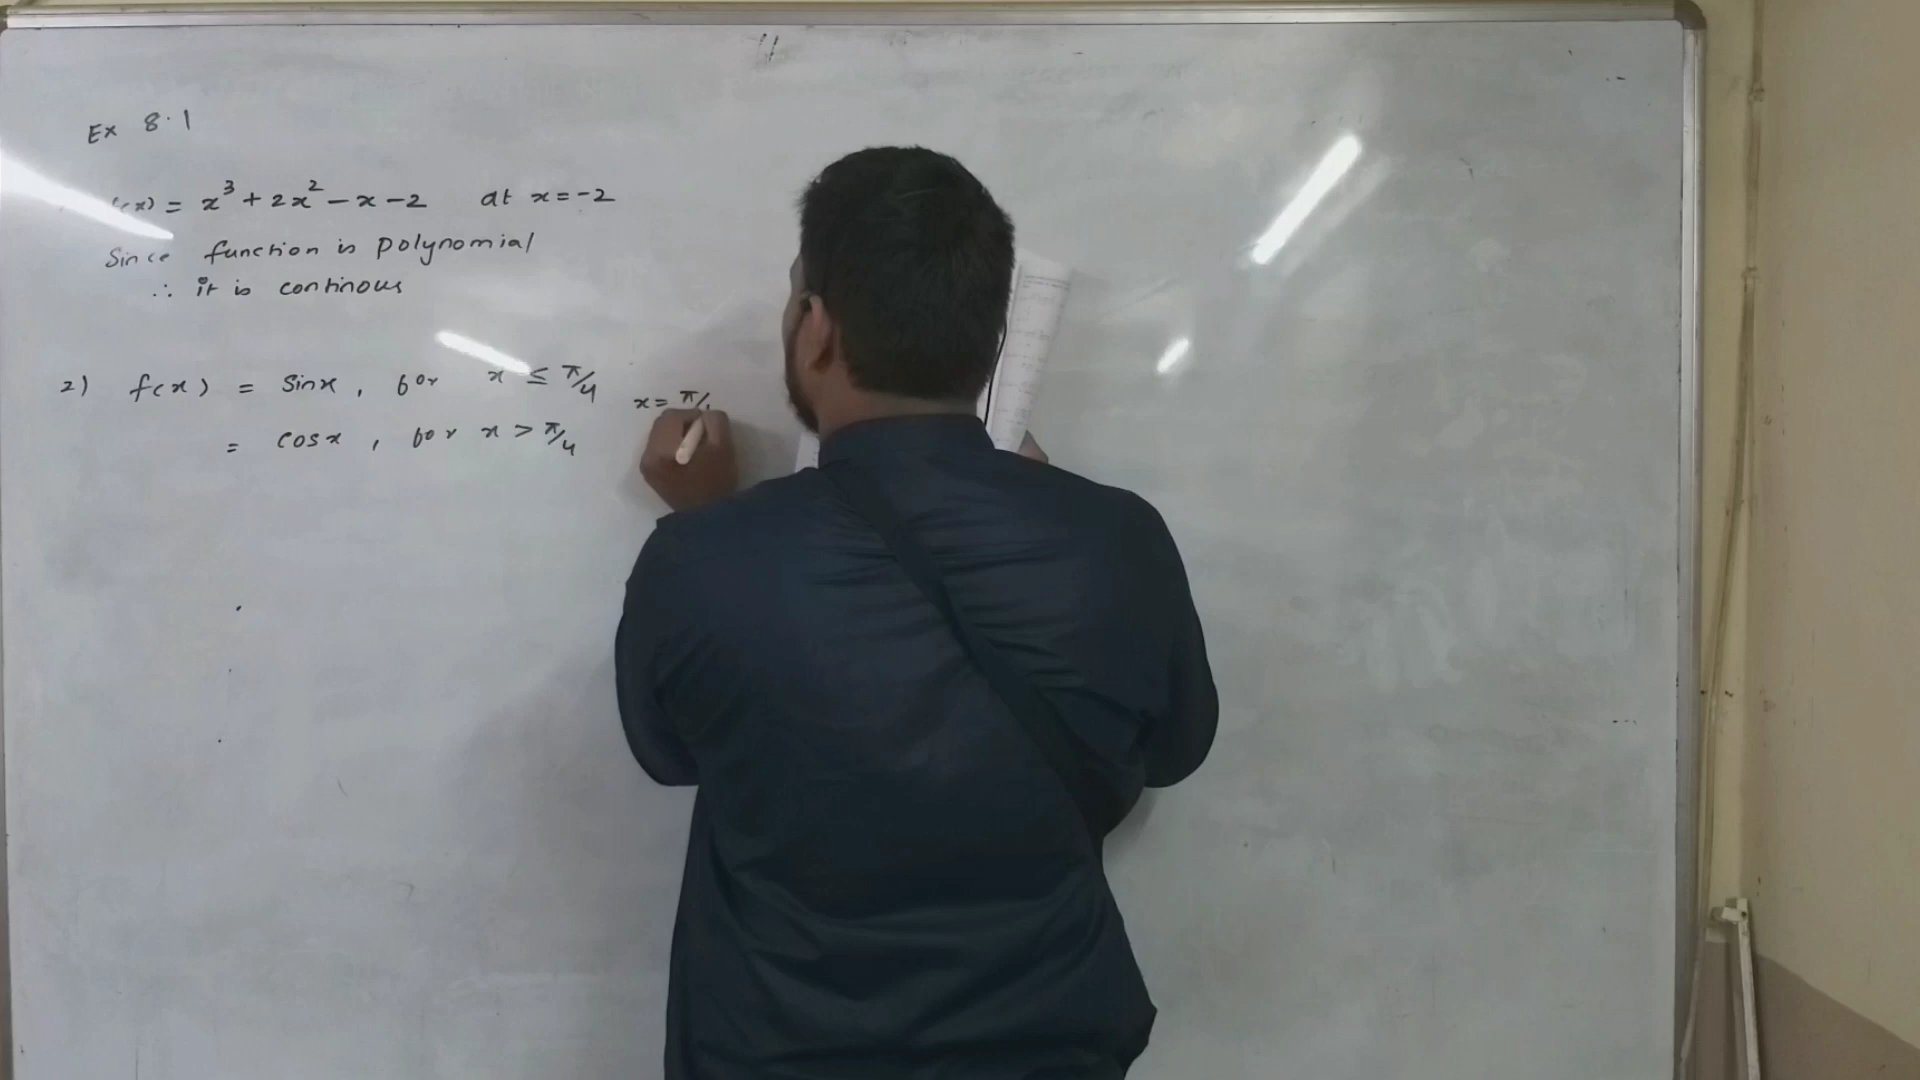 Ex 8.1
(x) = x³ + 2x² - x - 2 at x = -2
Since function is polynomial
∴ it is continous
2) f(x) = sinx , for x ≤ π/4
x = π/
= cosx , for x > π/4